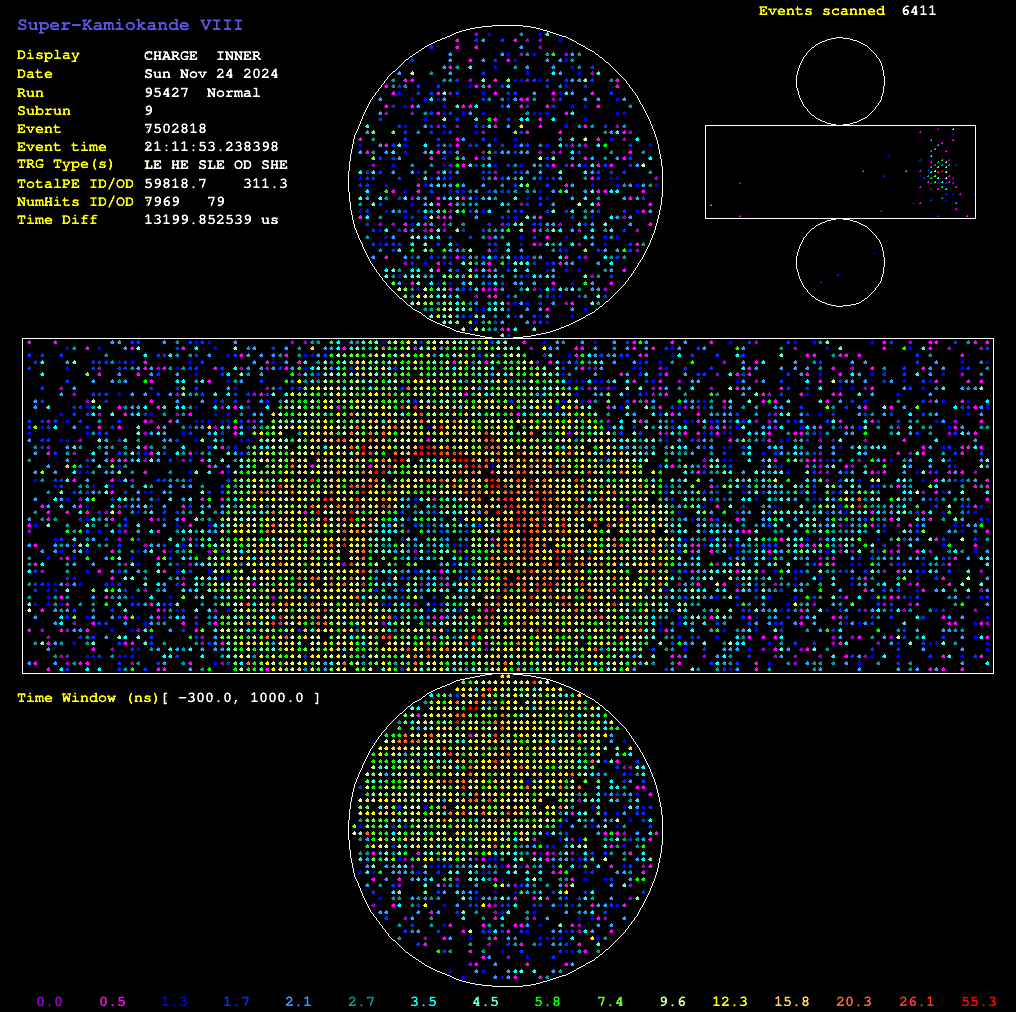 Super-Kamiokande VIII
Events scanned 6411
Display CHARGE INNER
Date Sun Nov 24 2024
Run 95427 Normal
Subrun 9
Event 7502818
Event time 21:11:53.238398
TRG Type(s) LE HE SLE OD SHE
TotalPE ID/OD 59818.7 311.3
NumHits ID/OD 7969 79
Time Diff 13199.852539 us
Time Window (ns)[ -300.0, 1000.0 ]
0.0 0.5 1.3 1.7 2.1 2.7 3.5 4.5 5.8 7.4 9.6 12.3 15.8 20.3 26.1 55.3